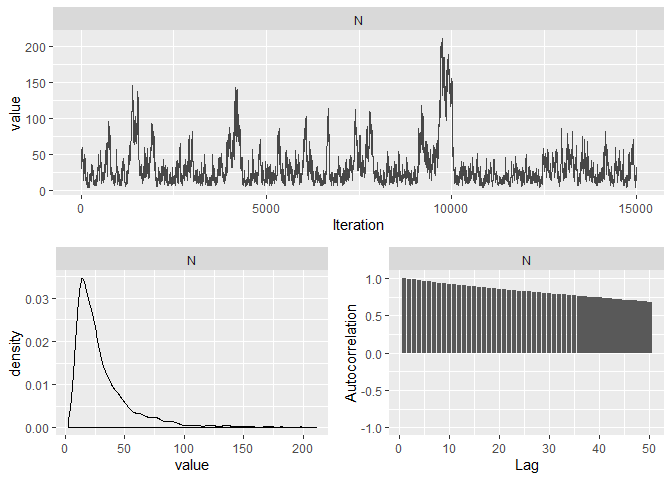 N
value
200
150
100
50
0
0 5000 10000 15000
Iteration
N
density
0.03
0.02
0.01
0.00
0 50 100 150 200
value
N
Autocorrelation
1.0
0.5
0.0
-0.5
-1.0
0 10 20 30 40 50
Lag